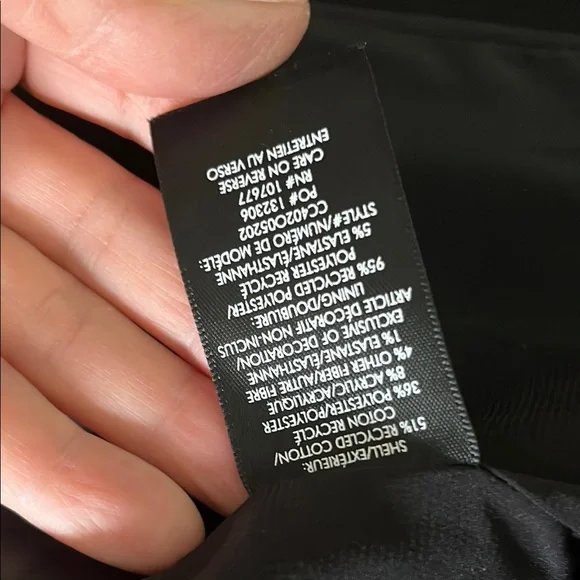 SHELL/EXTÉRIEUR:
51% RECYCLED COTTON/
COTON RECYCLÉ
36% POLYESTER/POLYESTER
8% ACRYLIC/ACRYLIQUE
4% OTHER FIBER/AUTRE FIBRE
1% ELASTANE/ÉLASTHANNE
EXCLUSIVE OF DECORATION/
ARTICLE DÉCORATIF NON-INCLUS
LINING/DOUBLURE:
95% RECYCLED POLYESTER/
POLYESTER RECYCLÉ
5% ELASTANE/ÉLASTHANNE
STYLE#/NUMÉRO DE MODÈLE:
CC402O05202
PO# 132306
RN# 107677
CARE ON REVERSE
ENTRETIEN AU VERSO